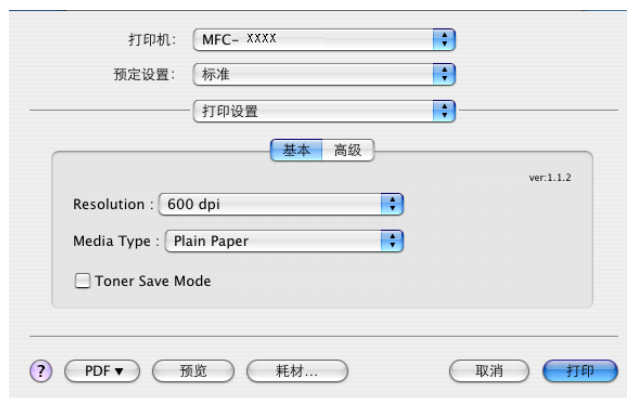 打印机： MFC- XXXX
预定设置： 标准
打印设置
基本 高级
ver:1.1.2
Resolution : 600 dpi
Media Type : Plain Paper
Toner Save Mode
? PDF▼ 预览 耗材... 取消 打印